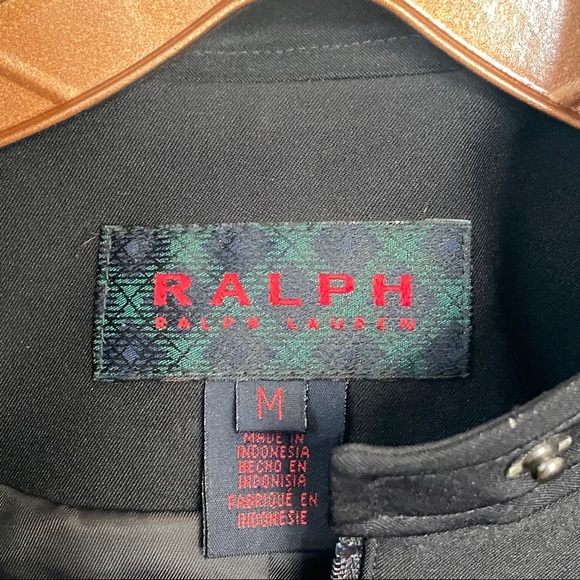 RALPH
RALPH LAUREN
M
MADE IN
INDONESIA
HECHO EN
INDONISIA
FABRIQUE EN
INDONESIE